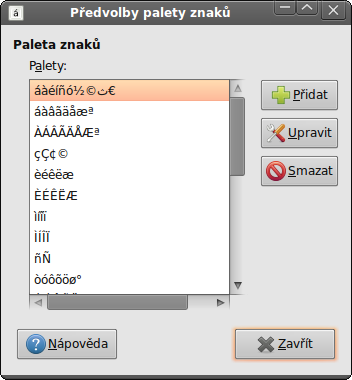 á
Předvolby palety znaků
Paleta znaků
Palety:
áàéíñó½©ث€
áàâãäåæª
ÁÀÂÃÄÅÆª
çÇ¢©
èéêëæ
ÈÉÊËÆ
ìíîï
ÌÍÎÏ
ñÑ
òóôõöø°
Přidat
Upravit
Smazat
Nápověda
Zavřít